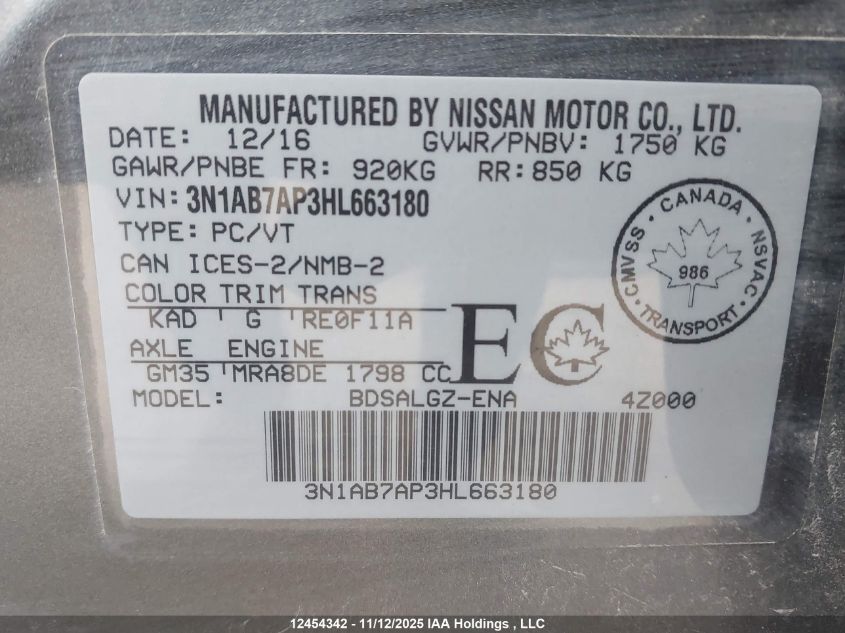 MANUFACTURED BY NISSAN MOTOR CO., LTD.
DATE: 12/16 GVWR/PNBV: 1750 KG
GAWR/PNBE FR: 920KG RR: 850 KG
VIN: 3N1AB7AP3HL663180
TYPE: PC/VT
CAN ICES-2/NMB-2
COLOR TRIM TRANS
KAD G RE0F11A
AXLE ENGINE
GM35 MRA8DE 1798 CC
EC
· CANADA · NSVAC · TRANSPORT · CMVSS
986
MODEL: BDSALGZ-ENA 4Z000
3N1AB7AP3HL663180
12454342 - 11/12/2025 IAA Holdings , LLC